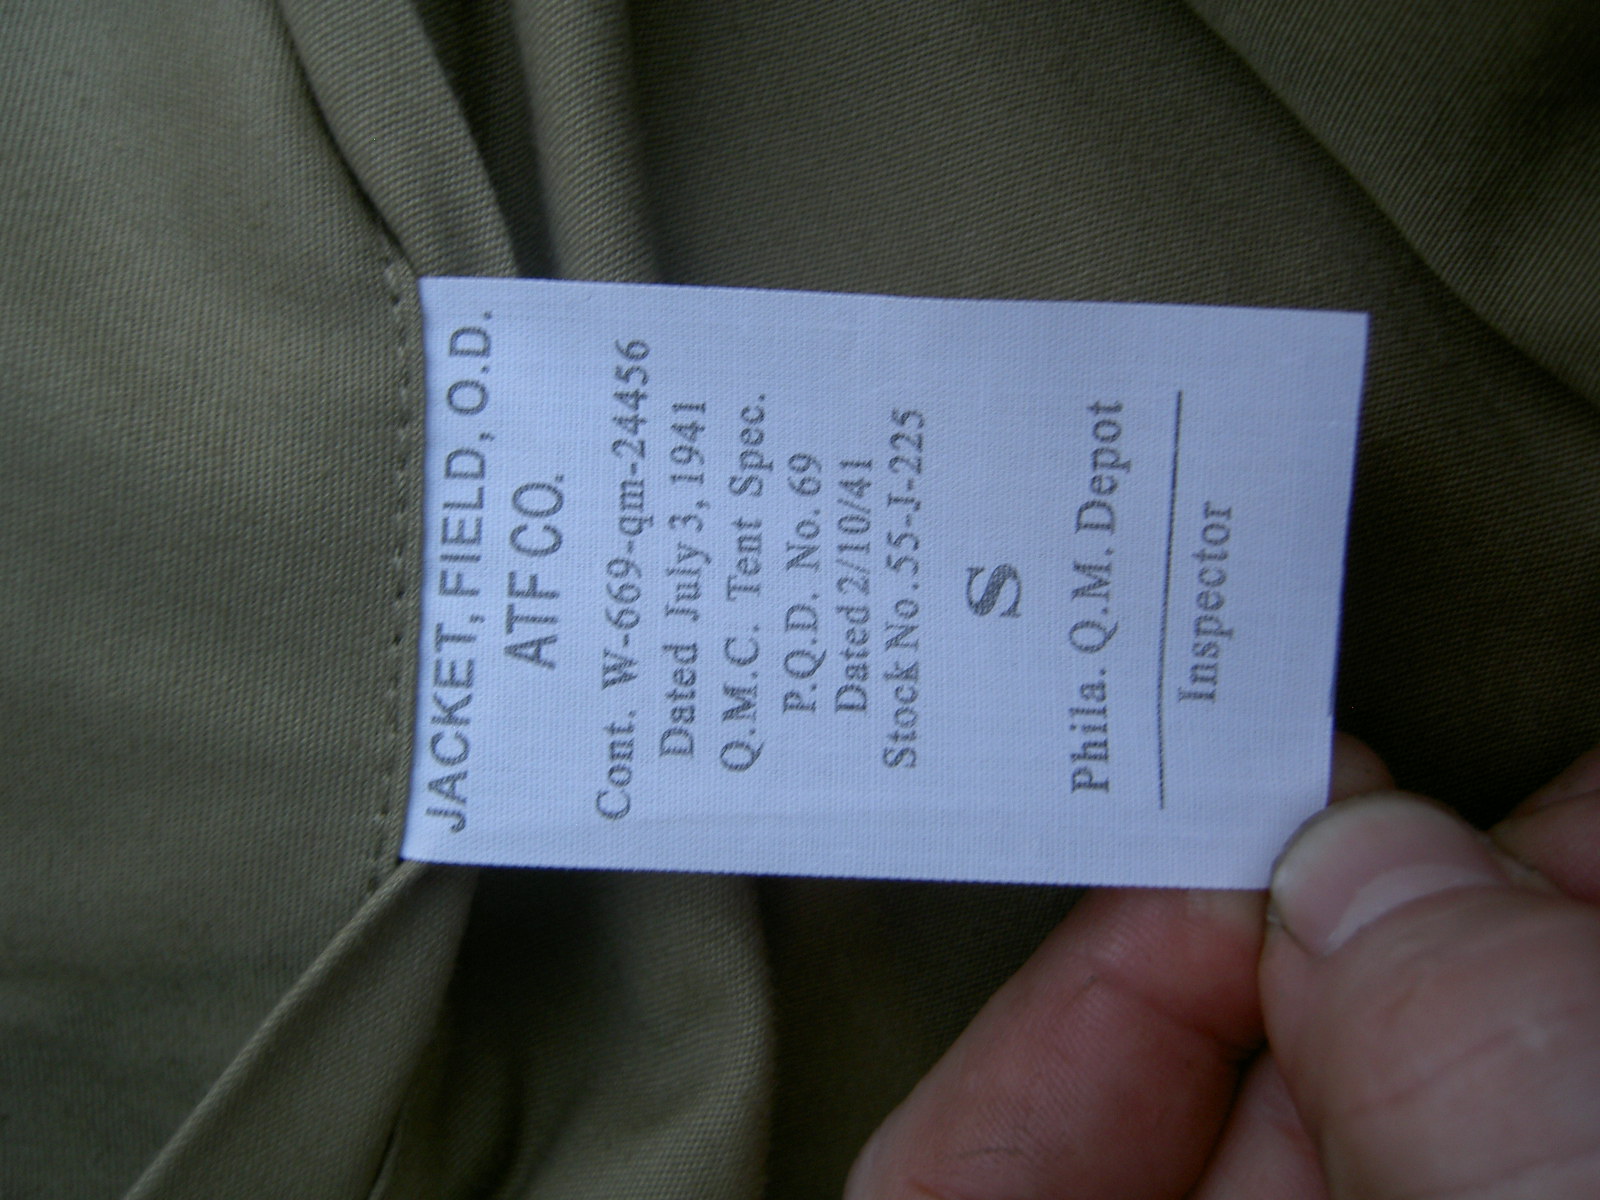 JACKET, FIELD, O.D.
ATF CO.
Cont. W-669-qm-24456
Dated July 3, 1941
Q.M.C. Tent Spec.
P.Q.D. No. 69
Dated 2/10/41
Stock No. 55-J-225
S
Phila. Q.M. Depot
Inspector